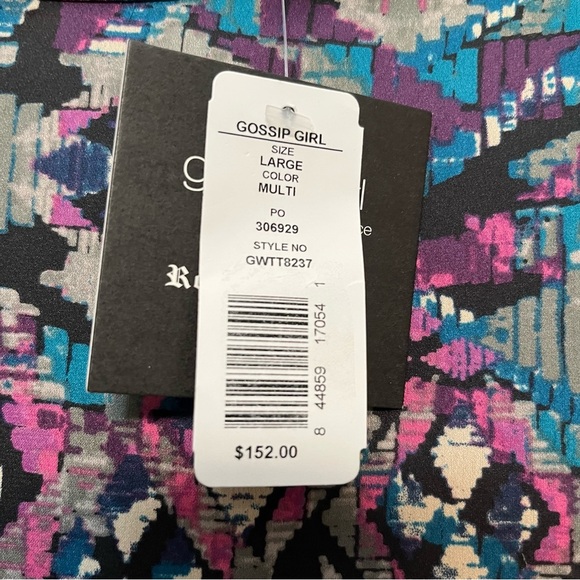 GOSSIP GIRL
SIZE
LARGE
COLOR
MULTI
PO
306929
STYLE NO
GWTT8237
8 44859 17054 1
$152.00